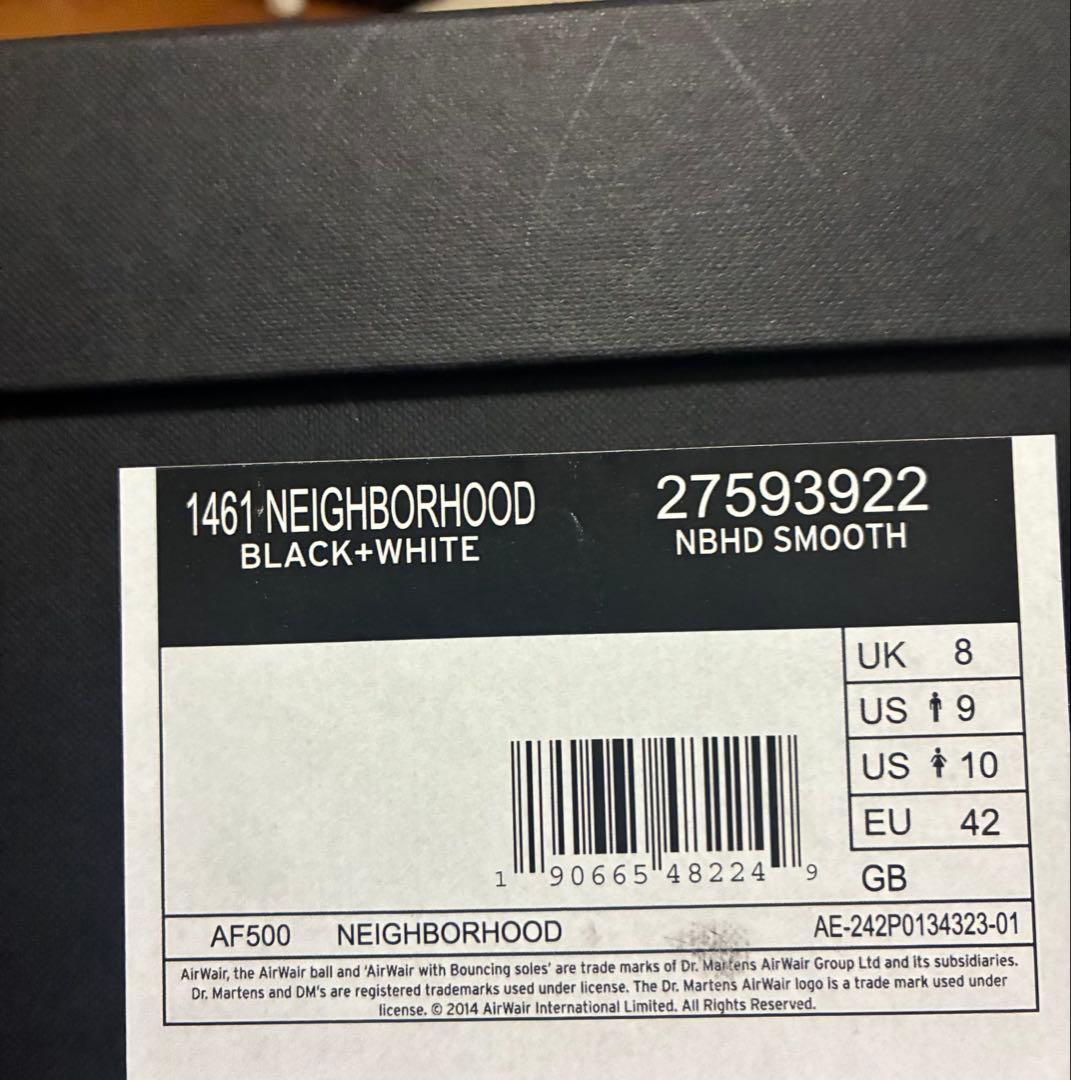 1461 NEIGHBORHOOD
BLACK+WHITE
27593922
NBHD SMOOTH
UK 8
US 9
US 10
EU 42
GB
1 90665 48224 9
AF500 NEIGHBORHOOD AE-242P0134323-01
AirWair, the AirWair ball and 'AirWair with Bouncing soles' are trade marks of Dr. Martens AirWair Group Ltd and its subsidiaries.
Dr. Martens and DM's are registered trademarks used under license. The Dr. Martens AirWair logo is a trade mark used under
license. © 2014 AirWair International Limited. All Rights Reserved.